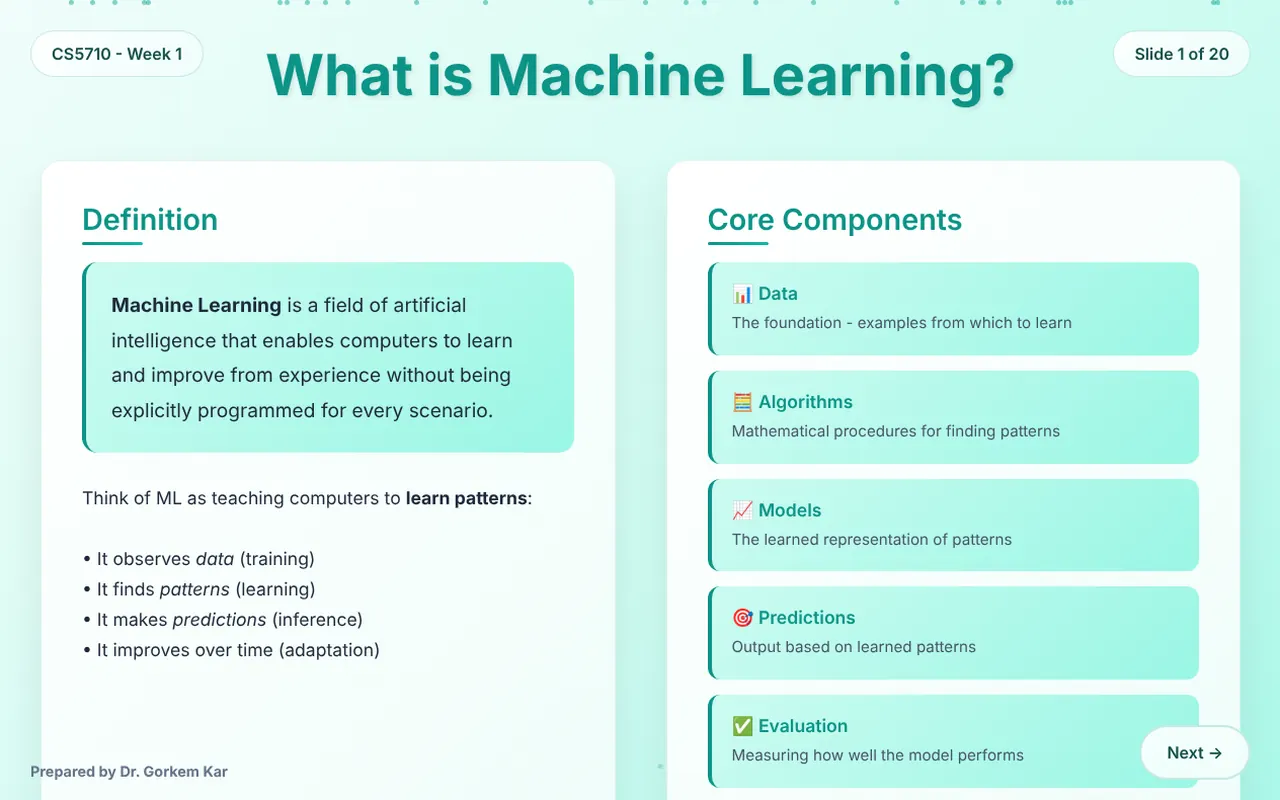 CS5710 - Week 1
What is Machine Learning?
Slide 1 of 20
Definition
Machine Learning is a field of artificial
intelligence that enables computers to learn
and improve from experience without being
explicitly programmed for every scenario.
Think of ML as teaching computers to learn patterns:
• It observes data (training)
• It finds patterns (learning)
• It makes predictions (inference)
• It improves over time (adaptation)
Core Components
📊 Data
The foundation - examples from which to learn
🧮 Algorithms
Mathematical procedures for finding patterns
📈 Models
The learned representation of patterns
🎯 Predictions
Output based on learned patterns
✅ Evaluation
Measuring how well the model performs
Prepared by Dr. Gorkem Kar
Next →